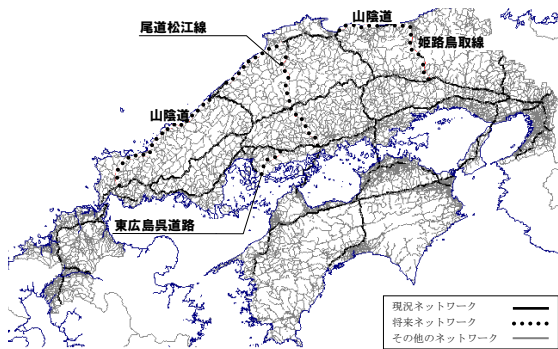 山陰道
尾道松江線
姫路鳥取線
山陰道
東広島呉道路
現況ネットワーク
将来ネットワーク
その他のネットワーク